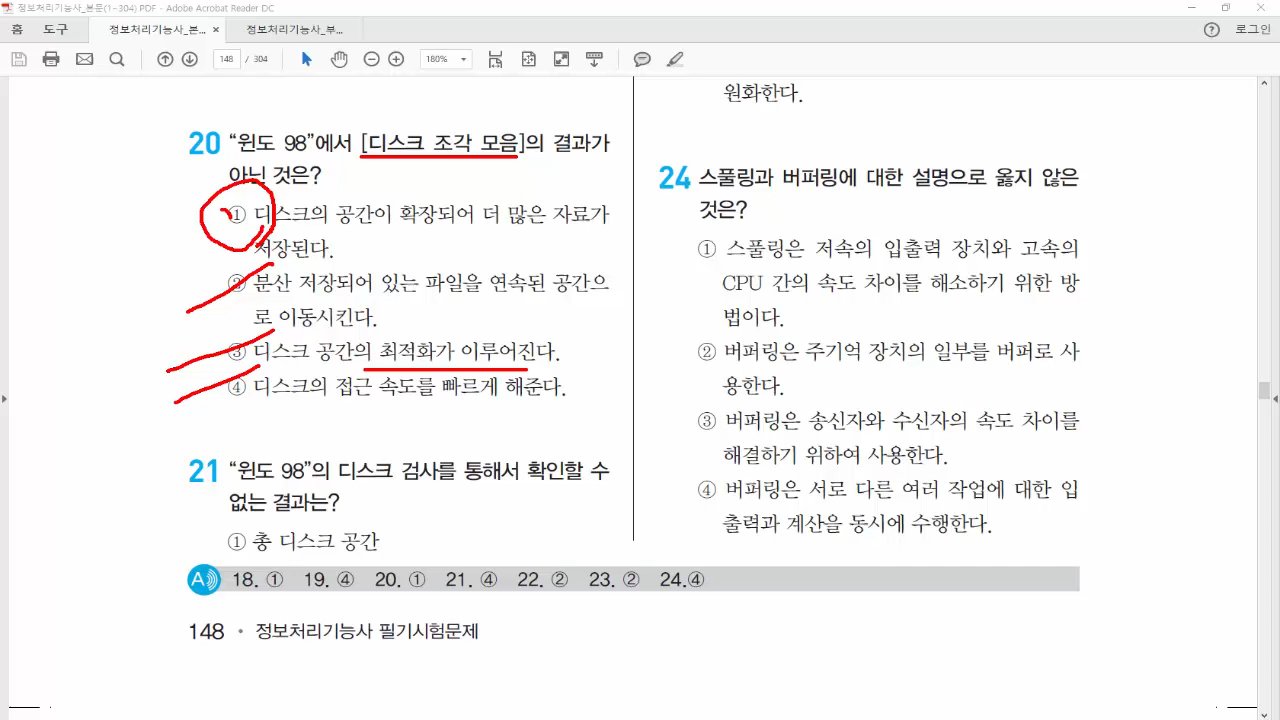 정보처리기능사_본문(1~304) PDF - Adobe Acrobat Reader DC
홈 도구 정보처리기능사_본... × 정보처리기능사_부... 로그인
148 / 304 180%
20 "윈도 98"에서 [디스크 조각 모음]의 결과가
아닌 것은?
① 디스크의 공간이 확장되어 더 많은 자료가
저장된다.
② 분산 저장되어 있는 파일을 연속된 공간으
로 이동시킨다.
③ 디스크 공간의 최적화가 이루어진다.
④ 디스크의 접근 속도를 빠르게 해준다.
21 "윈도 98"의 디스크 검사를 통해서 확인할 수
없는 결과는?
① 총 디스크 공간
원화한다.
24 스풀링과 버퍼링에 대한 설명으로 옳지 않은
것은?
① 스풀링은 저속의 입출력 장치와 고속의
CPU 간의 속도 차이를 해소하기 위한 방
법이다.
② 버퍼링은 주기억 장치의 일부를 버퍼로 사
용한다.
③ 버퍼링은 송신자와 수신자의 속도 차이를
해결하기 위하여 사용한다.
④ 버퍼링은 서로 다른 여러 작업에 대한 입
출력과 계산을 동시에 수행한다.
A 18. ① 19. ④ 20. ① 21. ④ 22. ② 23. ② 24.④
148 • 정보처리기능사 필기시험문제